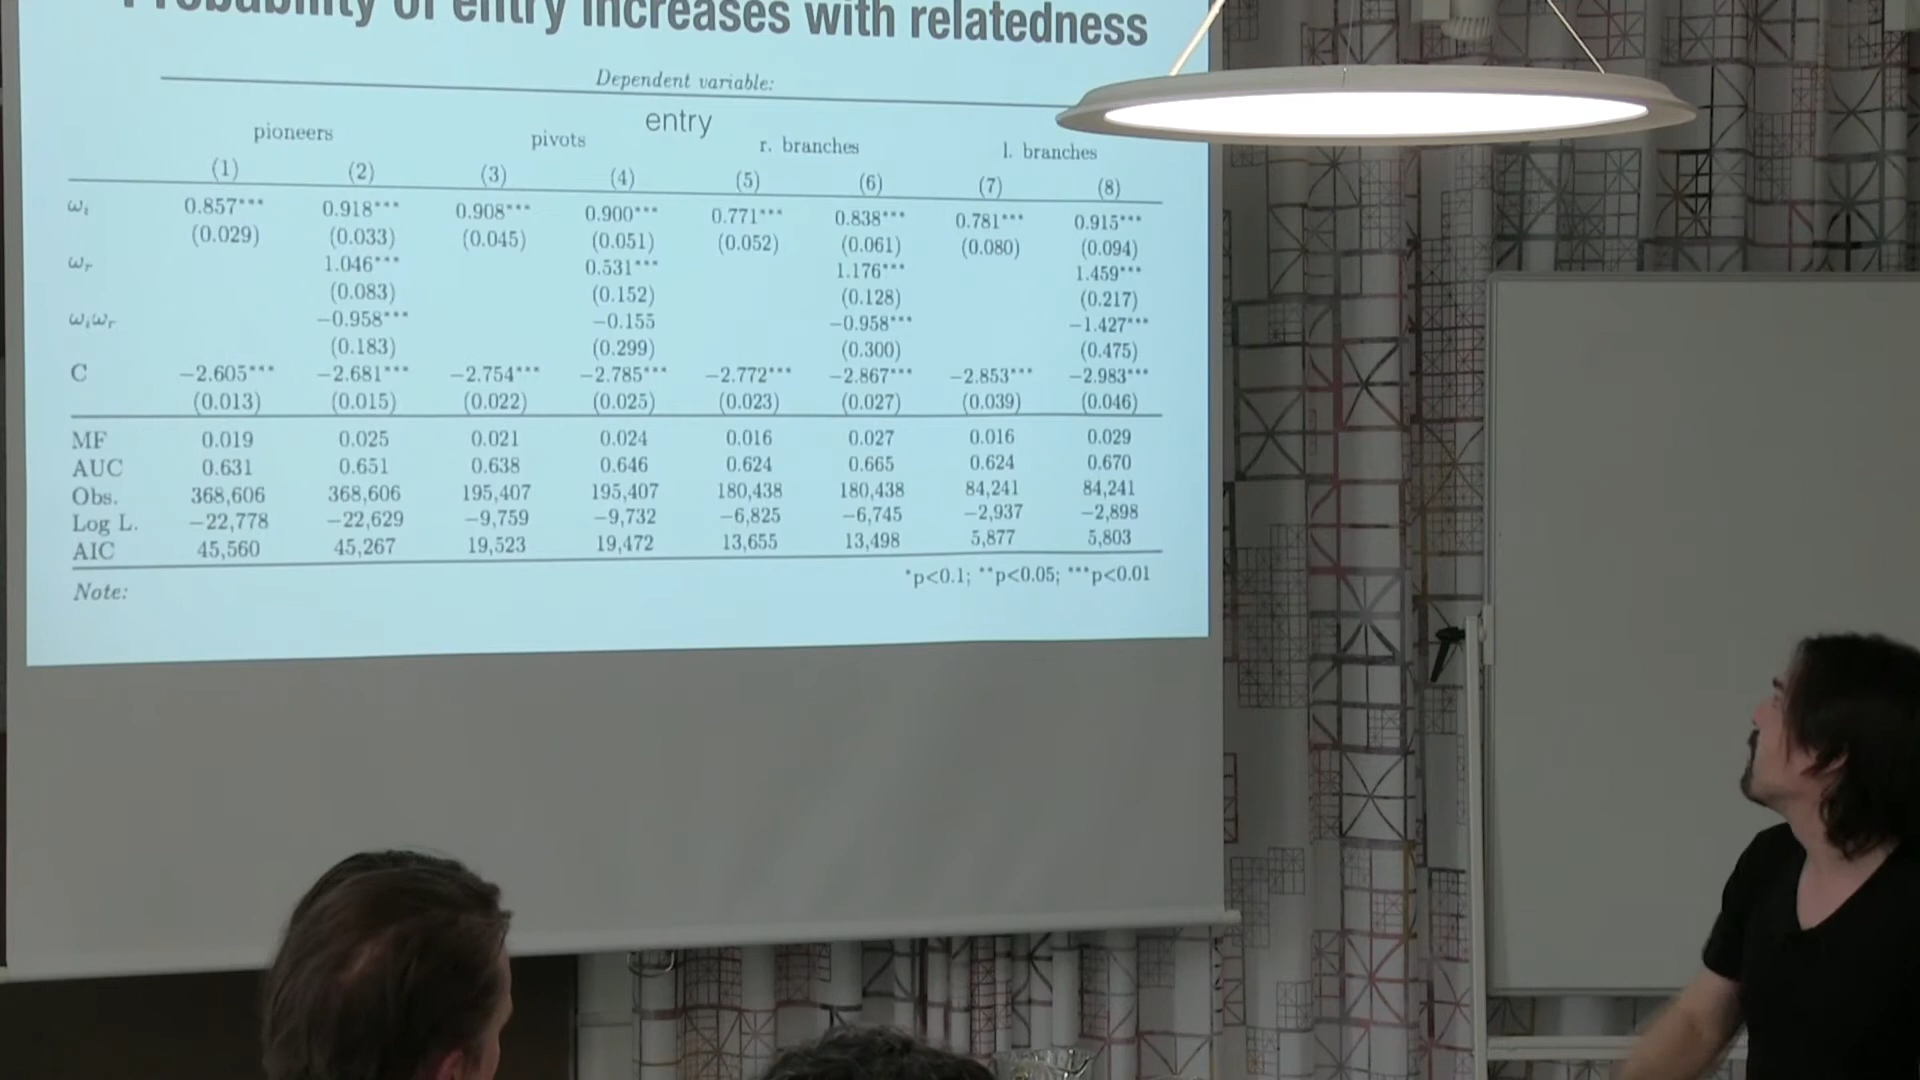 Probability of entry increases with relatedness
Dependent variable:
entry
pioneers pivots r. branches l. branches
(1) (2) (3) (4) (5) (6) (7) (8)
ωi 0.857*** 0.918*** 0.908*** 0.900*** 0.771*** 0.838*** 0.781*** 0.915***
(0.029) (0.033) (0.045) (0.051) (0.052) (0.061) (0.080) (0.094)
ωr 1.046*** 0.531*** 1.176*** 1.459***
(0.083) (0.152) (0.128) (0.217)
ωiωr −0.958*** −0.155 −0.958*** −1.427***
(0.183) (0.299) (0.300) (0.475)
C −2.605*** −2.681*** −2.754*** −2.785*** −2.772*** −2.867*** −2.853*** −2.983***
(0.013) (0.015) (0.022) (0.025) (0.023) (0.027) (0.039) (0.046)
MF 0.019 0.025 0.021 0.024 0.016 0.027 0.016 0.029
AUC 0.631 0.651 0.638 0.646 0.624 0.665 0.624 0.670
Obs. 368,606 368,606 195,407 195,407 180,438 180,438 84,241 84,241
Log L. −22,778 −22,629 −9,759 −9,732 −6,825 −6,745 −2,937 −2,898
AIC 45,560 45,267 19,523 19,472 13,655 13,498 5,877 5,803
Note: *p<0.1; **p<0.05; ***p<0.01